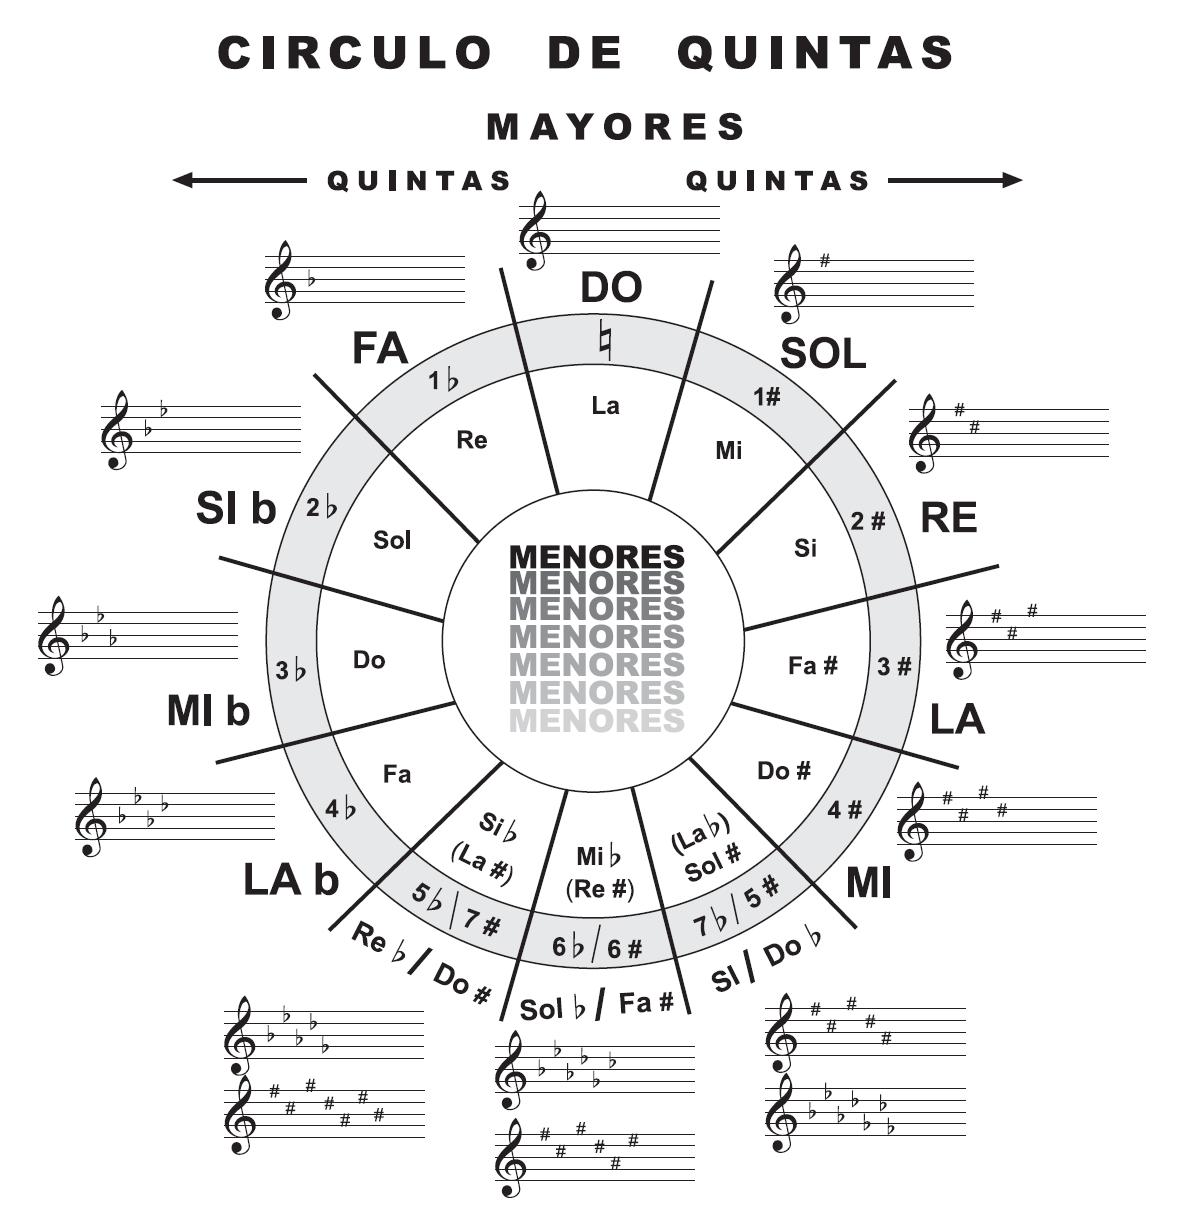 CIRCULO DE QUINTAS
MAYORES
QUINTAS QUINTAS
DO
♮
La
SOL
1#
Mi
RE
2 #
Si
LA
3 #
Fa #
MI
4 #
Do #
SI / Do ♭
7♭ / 5 #
(La♭)
Sol #
Sol ♭ / Fa #
6♭ / 6 #
Mi♭
(Re #)
Re ♭ / Do #
5♭ | 7 #
Si♭
(La #)
LA b
4♭
Fa
MI b
3♭
Do
SI b
2♭
Sol
FA
1♭
Re
MENORES
MENORES
MENORES
MENORES
MENORES
MENORES
MENORES